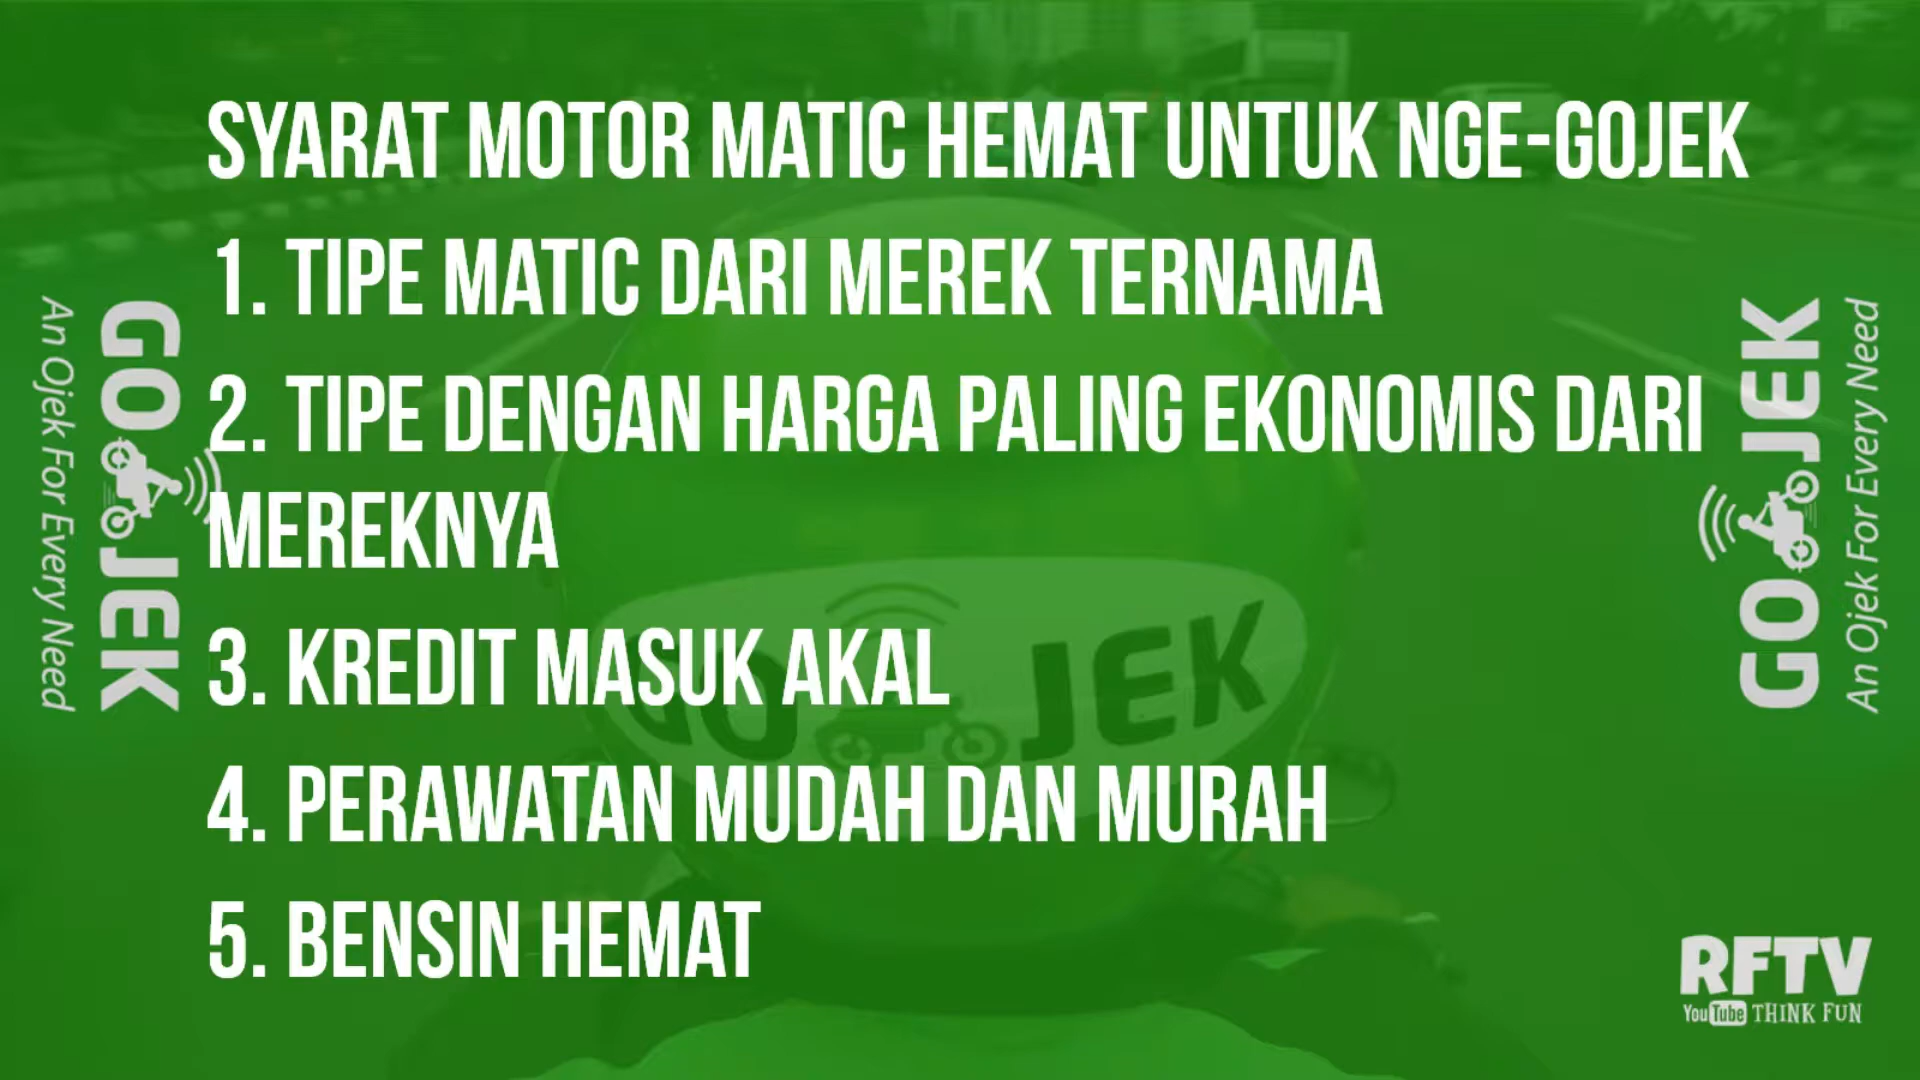 SYARAT MOTOR MATIC HEMAT UNTUK NGE-GOJEK
1. TIPE MATIC DARI MEREK TERNAMA
2. TIPE DENGAN HARGA PALING EKONOMIS DARI
MEREKNYA
3. KREDIT MASUK AKAL
4. PERAWATAN MUDAH DAN MURAH
5. BENSIN HEMAT
GO JEK
An Ojek For Every Need
GO JEK
An Ojek For Every Need
GO JEK
RFTV
YouTube THINK FUN